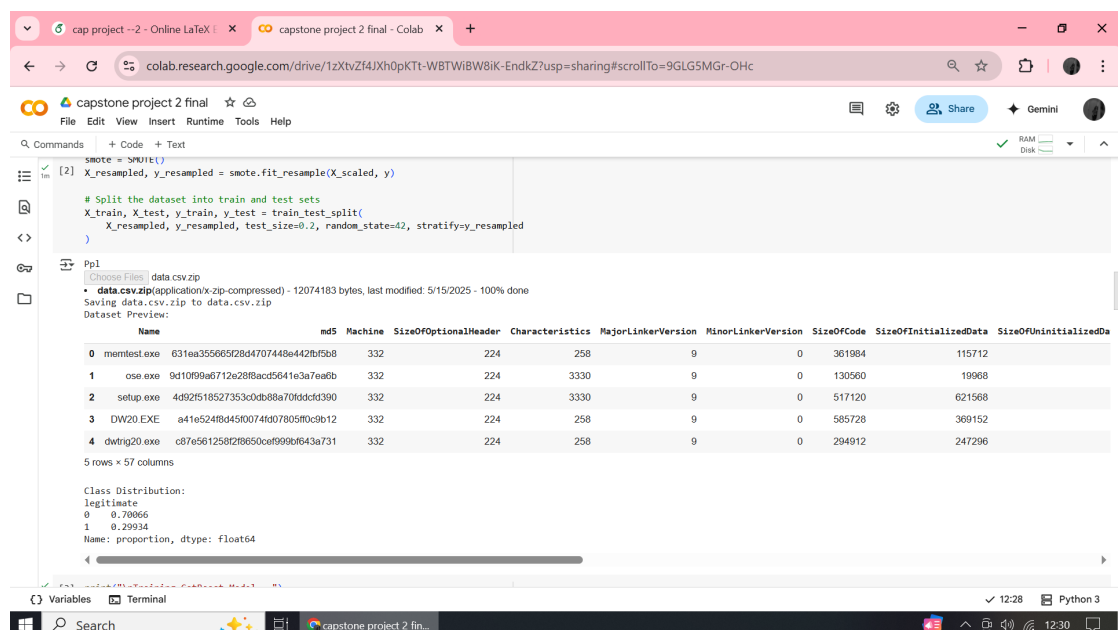 cap project --2 - Online LaTeX E
capstone project 2 final - Colab
colab.research.google.com/drive/1zXtvZf4JXh0pKTt-WBTWiBW8iK-EndkZ?usp=sharing#scrollTo=9GLG5MGr-OHc
capstone project 2 final
Share
Gemini
File Edit View Insert Runtime Tools Help
Commands + Code + Text
RAM
Disk
smote = SMOTE()
1m [2] X_resampled, y_resampled = smote.fit_resample(X_scaled, y)
# Split the dataset into train and test sets
X_train, X_test, y_train, y_test = train_test_split(
X_resampled, y_resampled, test_size=0.2, random_state=42, stratify=y_resampled
)
Ppl
Choose Files data.csv.zip
• data.csv.zip(application/x-zip-compressed) - 12074183 bytes, last modified: 5/15/2025 - 100% done
Saving data.csv.zip to data.csv.zip
Dataset Preview:
Name md5 Machine SizeOfOptionalHeader Characteristics MajorLinkerVersion MinorLinkerVersion SizeOfCode SizeOfInitializedData SizeOfUninitializedDa
0 memtest.exe 631ea355665f28d4707448e442fbf5b8 332 224 258 9 0 361984 115712
1 ose.exe 9d10f99a6712e28f8acd5641e3a7ea6b 332 224 3330 9 0 130560 19968
2 setup.exe 4d92f518527353c0db88a70fddcfd390 332 224 3330 9 0 517120 621568
3 DW20.EXE a41e524f8d45f0074fd07805ff0c9b12 332 224 258 9 0 585728 369152
4 dwtrig20.exe c87e561258f2f8650cef999bf643a731 332 224 258 9 0 294912 247296
5 rows × 57 columns
Class Distribution:
legitimate
0 0.70066
1 0.29934
Name: proportion, dtype: float64
Variables Terminal
12:28 Python 3
Search
capstone project 2 fin...
12:30